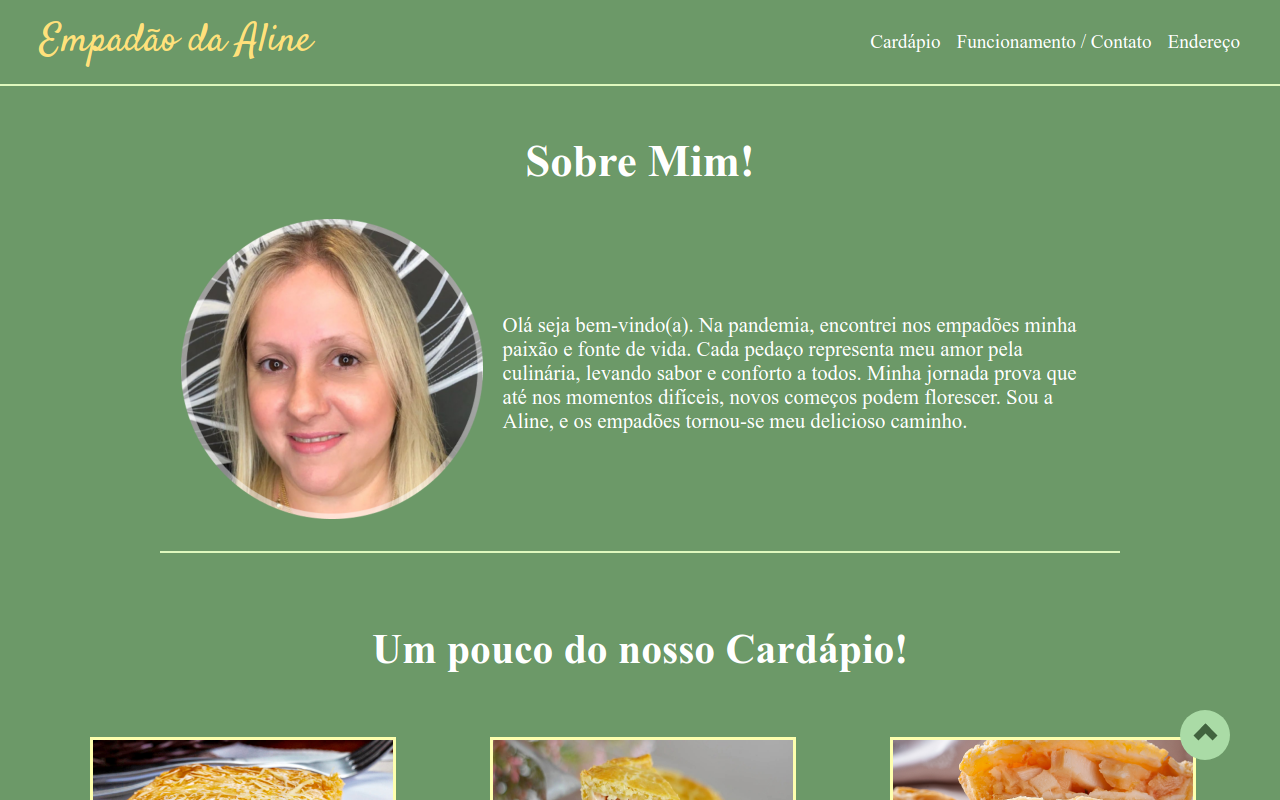 Empadão da Aline
Cardápio Funcionamento / Contato Endereço
Sobre Mim!
Olá seja bem-vindo(a). Na pandemia, encontrei nos empadões minha
paixão e fonte de vida. Cada pedaço representa meu amor pela
culinária, levando sabor e conforto a todos. Minha jornada prova que
até nos momentos difíceis, novos começos podem florescer. Sou a
Aline, e os empadões tornou-se meu delicioso caminho.
Um pouco do nosso Cardápio!